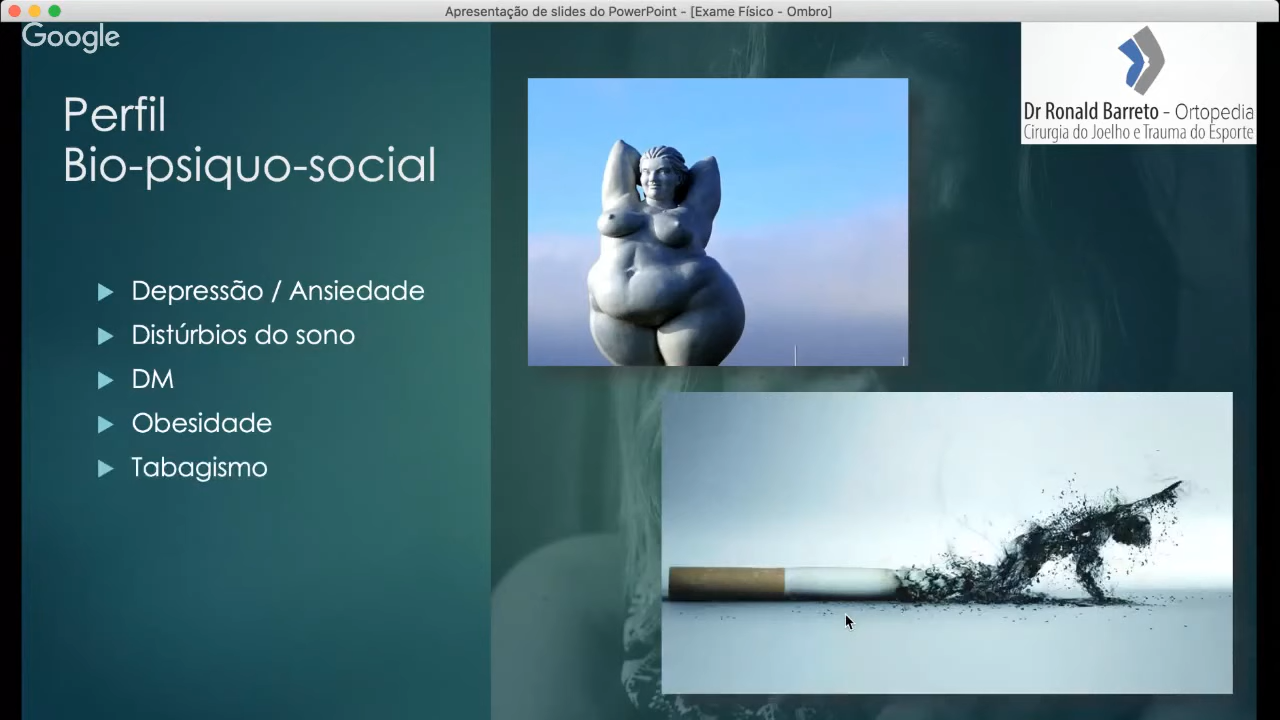 Apresentação de slides do PowerPoint - [Exame Físico - Ombro]
Google
Perfil
Bio-psiquo-social
Depressão / Ansiedade
Distúrbios do sono
DM
Obesidade
Tabagismo
Dr Ronald Barreto - Ortopedia
Cirurgia do Joelho e Trauma do Esporte